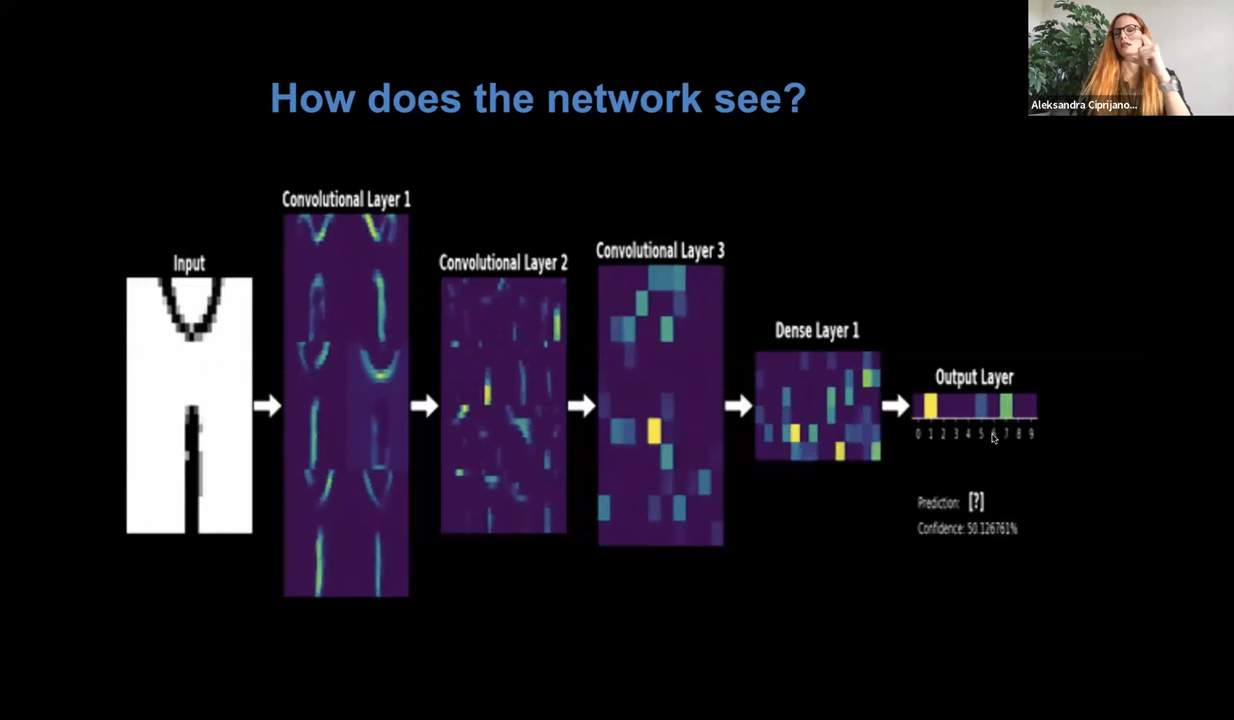 How does the network see?
Aleksandra Ciprijano...
Convolutional Layer 1
Input
Convolutional Layer 2
Convolutional Layer 3
Dense Layer 1
Output Layer
0 1 2 3 4 5 6 7 8 9
Prediction: [?]
Confidence: 50.126761%